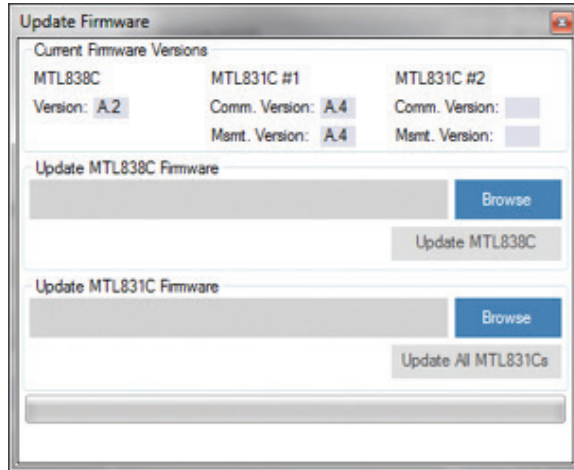 Update Firmware
Current Firmware Versions
MTL838C MTL831C #1 MTL831C #2
Version: A.2 Comm. Version: A.4 Comm. Version:
Msmt. Version: A.4 Msmt. Version:
Update MTL838C Firmware
Browse
Update MTL838C
Update MTL831C Firmware
Browse
Update All MTL831Cs